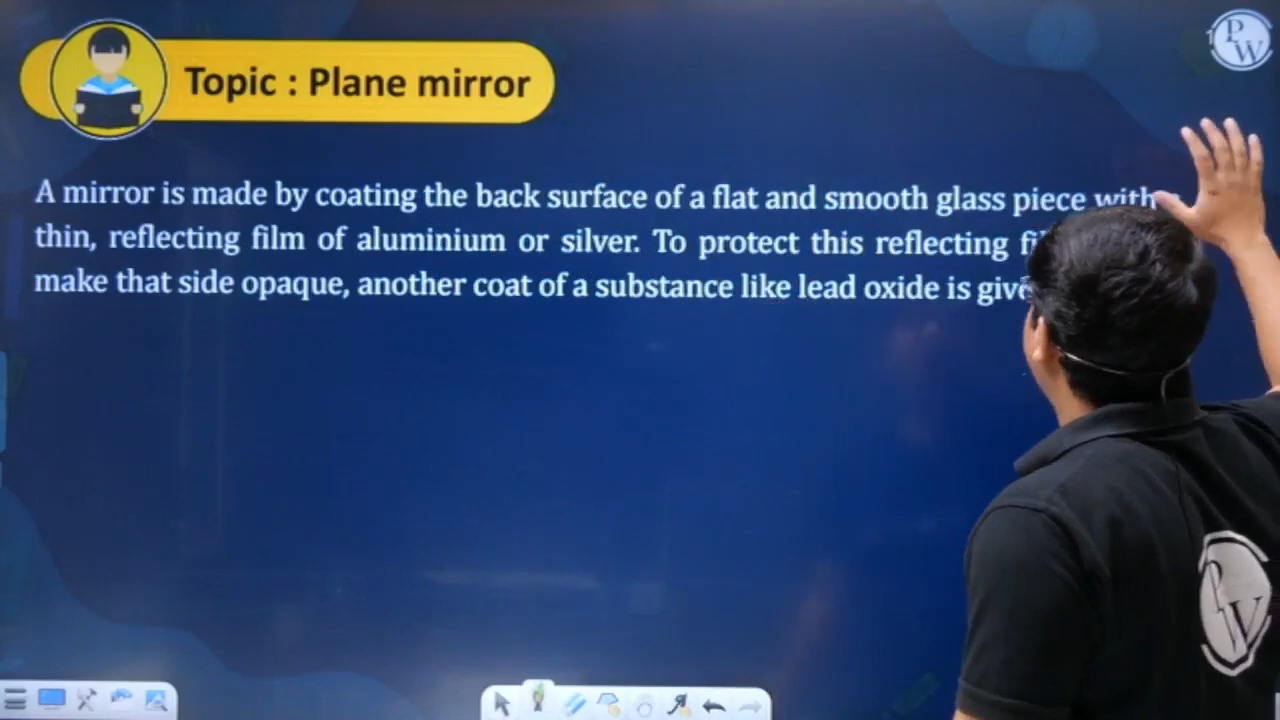 PW
Topic : Plane mirror
A mirror is made by coating the back surface of a flat and smooth glass piece with
thin, reflecting film of aluminium or silver. To protect this reflecting
make that side opaque, another coat of a substance like lead oxide is
PW